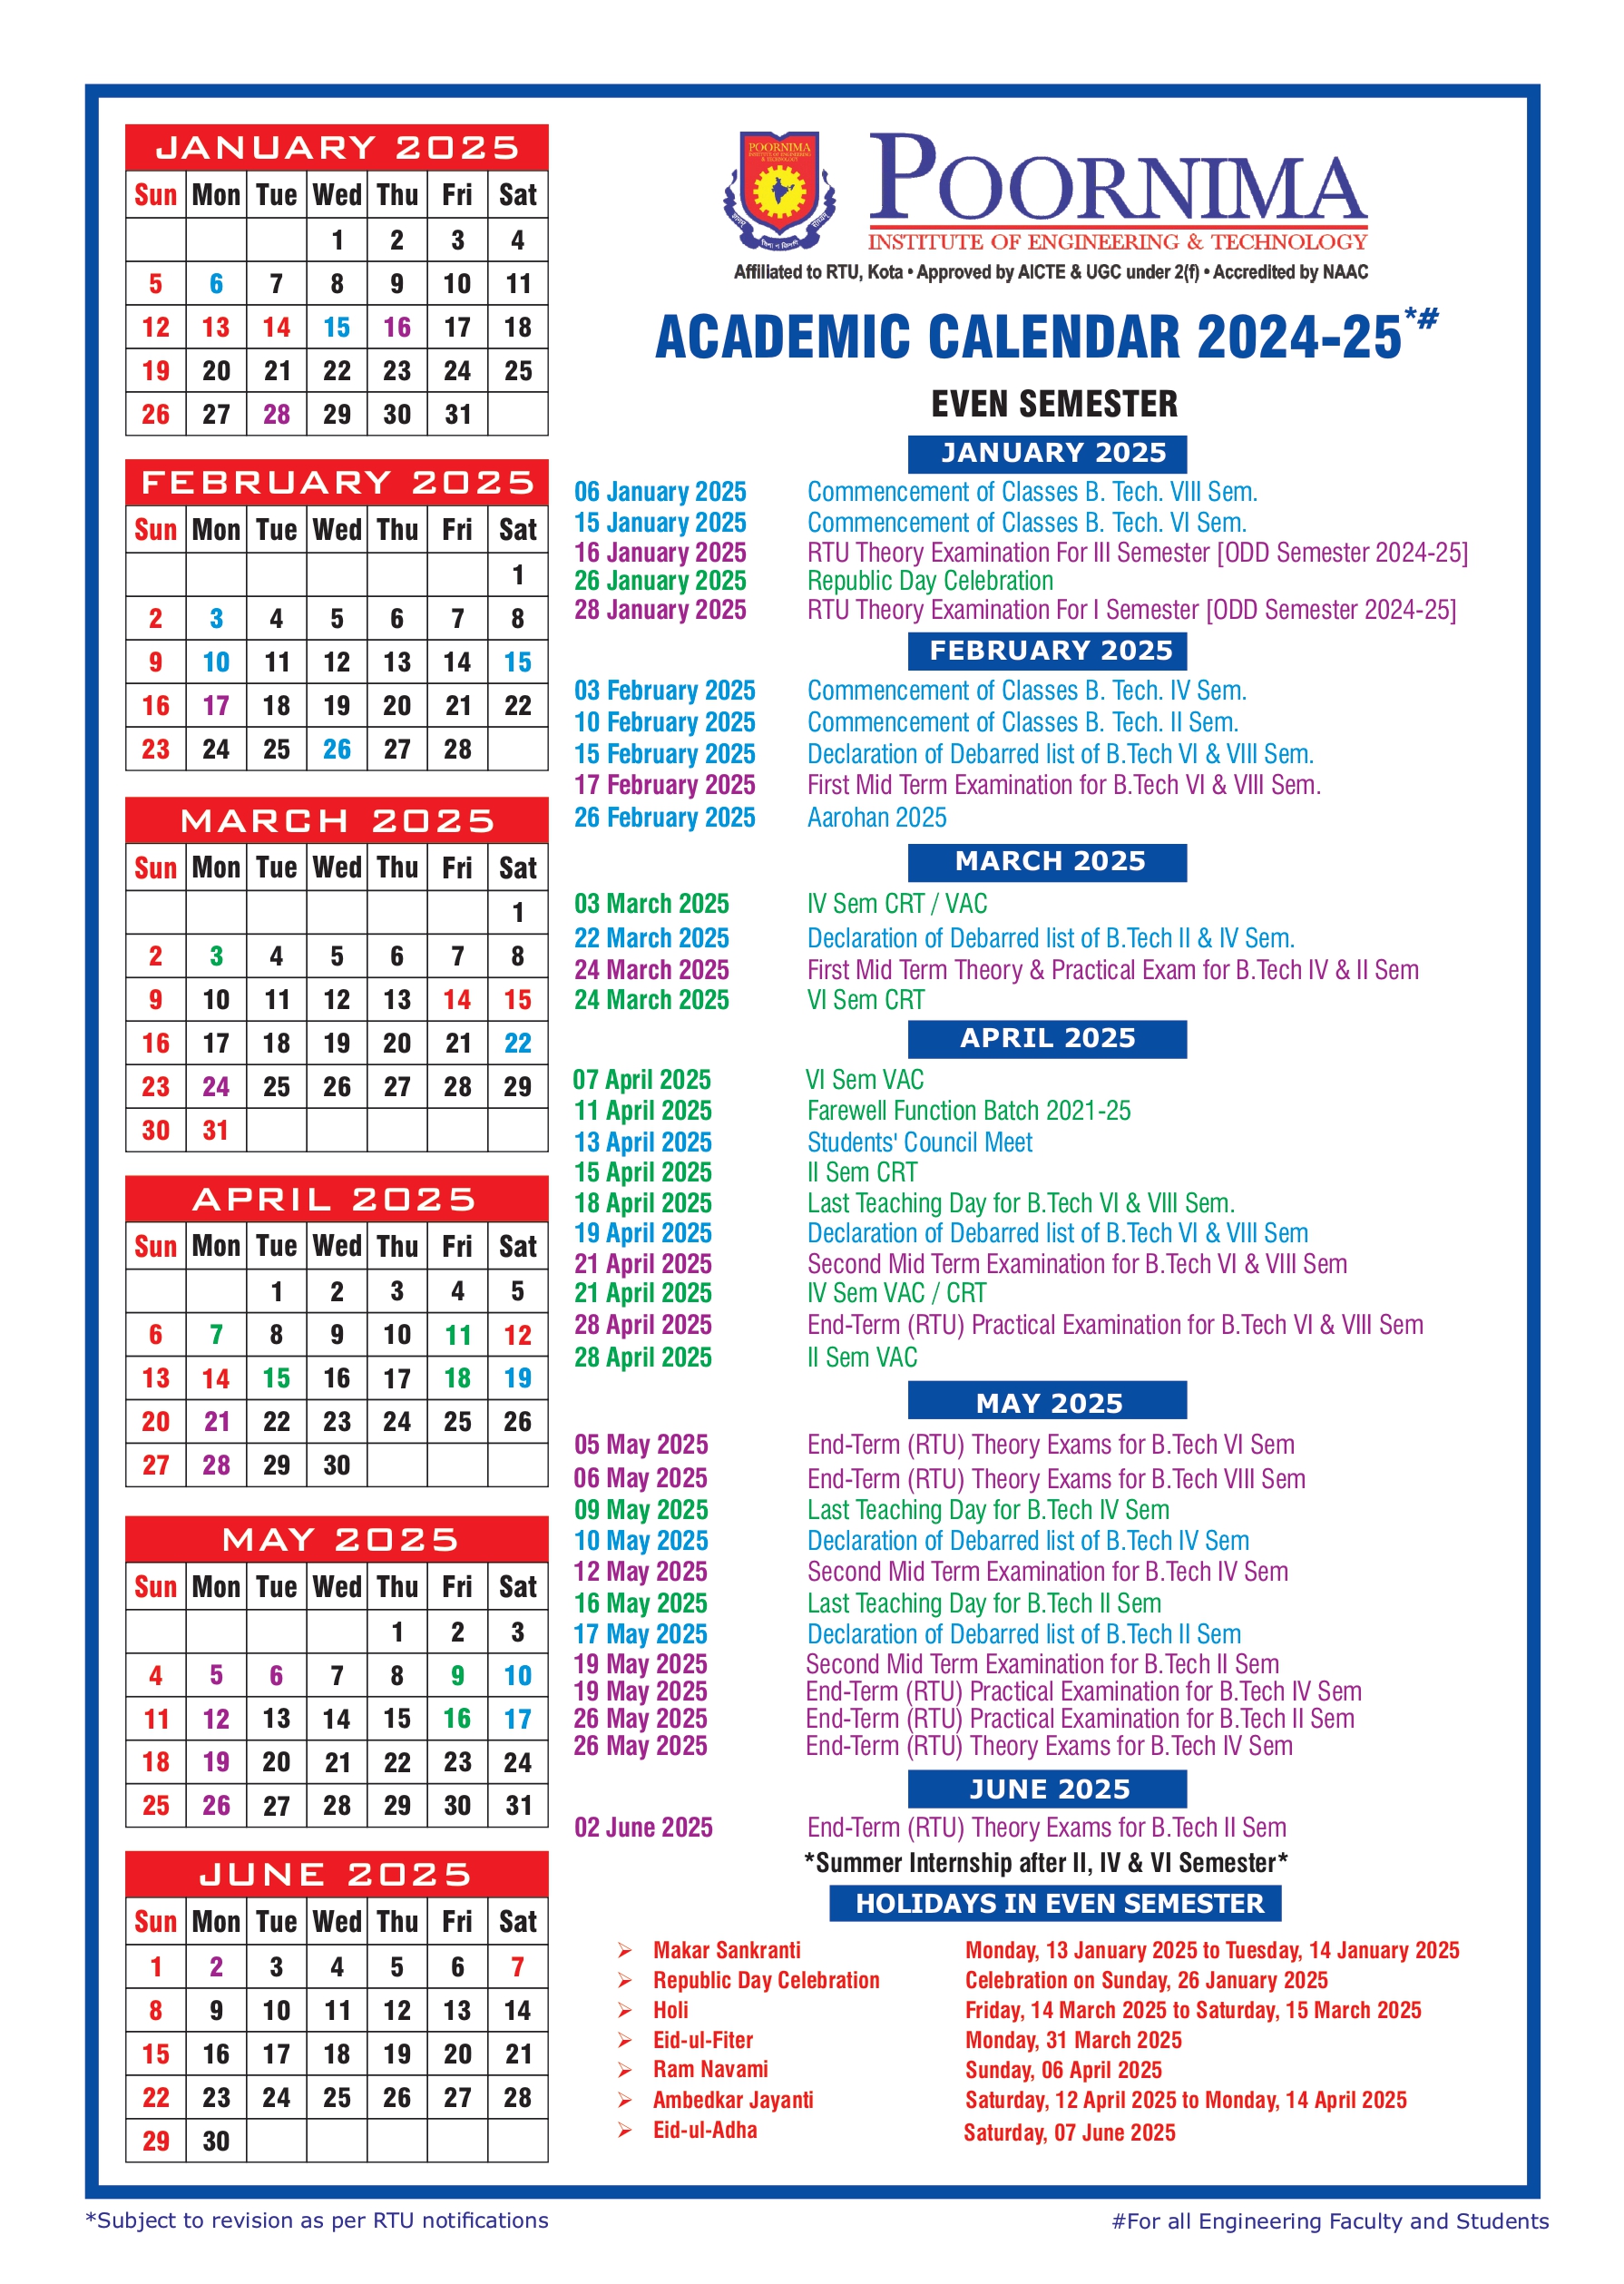 JANUARY 2025
Sun Mon Tue Wed Thu Fri Sat
1 2 3 4
5 6 7 8 9 10 11
12 13 14 15 16 17 18
19 20 21 22 23 24 25
26 27 28 29 30 31
FEBRUARY 2025
Sun Mon Tue Wed Thu Fri Sat
1
2 3 4 5 6 7 8
9 10 11 12 13 14 15
16 17 18 19 20 21 22
23 24 25 26 27 28
MARCH 2025
Sun Mon Tue Wed Thu Fri Sat
1
2 3 4 5 6 7 8
9 10 11 12 13 14 15
16 17 18 19 20 21 22
23 24 25 26 27 28 29
30 31
APRIL 2025
Sun Mon Tue Wed Thu Fri Sat
1 2 3 4 5
6 7 8 9 10 11 12
13 14 15 16 17 18 19
20 21 22 23 24 25 26
27 28 29 30
MAY 2025
Sun Mon Tue Wed Thu Fri Sat
1 2 3
4 5 6 7 8 9 10
11 12 13 14 15 16 17
18 19 20 21 22 23 24
25 26 27 28 29 30 31
JUNE 2025
Sun Mon Tue Wed Thu Fri Sat
1 2 3 4 5 6 7
8 9 10 11 12 13 14
15 16 17 18 19 20 21
22 23 24 25 26 27 28
29 30
POORNIMA
INSTITUTE OF ENGINEERING
& TECHNOLOGY
POORNIMA
INSTITUTE OF ENGINEERING & TECHNOLOGY
Affiliated to RTU, Kota • Approved by AICTE & UGC under 2(f) • Accredited by NAAC
ACADEMIC CALENDAR 2024-25*#
EVEN SEMESTER
JANUARY 2025
06 January 2025 Commencement of Classes B. Tech. VIII Sem.
15 January 2025 Commencement of Classes B. Tech. VI Sem.
16 January 2025 RTU Theory Examination For III Semester [ODD Semester 2024-25]
26 January 2025 Republic Day Celebration
28 January 2025 RTU Theory Examination For I Semester [ODD Semester 2024-25]
FEBRUARY 2025
03 February 2025 Commencement of Classes B. Tech. IV Sem.
10 February 2025 Commencement of Classes B. Tech. II Sem.
15 February 2025 Declaration of Debarred list of B.Tech VI & VIII Sem.
17 February 2025 First Mid Term Examination for B.Tech VI & VIII Sem.
26 February 2025 Aarohan 2025
MARCH 2025
03 March 2025 IV Sem CRT / VAC
22 March 2025 Declaration of Debarred list of B.Tech II & IV Sem.
24 March 2025 First Mid Term Theory & Practical Exam for B.Tech IV & II Sem
24 March 2025 VI Sem CRT
APRIL 2025
07 April 2025 VI Sem VAC
11 April 2025 Farewell Function Batch 2021-25
13 April 2025 Students' Council Meet
15 April 2025 II Sem CRT
18 April 2025 Last Teaching Day for B.Tech VI & VIII Sem.
19 April 2025 Declaration of Debarred list of B.Tech VI & VIII Sem
21 April 2025 Second Mid Term Examination for B.Tech VI & VIII Sem
21 April 2025 IV Sem VAC / CRT
28 April 2025 End-Term (RTU) Practical Examination for B.Tech VI & VIII Sem
28 April 2025 II Sem VAC
MAY 2025
05 May 2025 End-Term (RTU) Theory Exams for B.Tech VI Sem
06 May 2025 End-Term (RTU) Theory Exams for B.Tech VIII Sem
09 May 2025 Last Teaching Day for B.Tech IV Sem
10 May 2025 Declaration of Debarred list of B.Tech IV Sem
12 May 2025 Second Mid Term Examination for B.Tech IV Sem
16 May 2025 Last Teaching Day for B.Tech II Sem
17 May 2025 Declaration of Debarred list of B.Tech II Sem
19 May 2025 Second Mid Term Examination for B.Tech II Sem
19 May 2025 End-Term (RTU) Practical Examination for B.Tech IV Sem
26 May 2025 End-Term (RTU) Practical Examination for B.Tech II Sem
26 May 2025 End-Term (RTU) Theory Exams for B.Tech IV Sem
JUNE 2025
02 June 2025 End-Term (RTU) Theory Exams for B.Tech II Sem
*Summer Internship after II, IV & VI Semester*
HOLIDAYS IN EVEN SEMESTER
➢ Makar Sankranti Monday, 13 January 2025 to Tuesday, 14 January 2025
➢ Republic Day Celebration Celebration on Sunday, 26 January 2025
➢ Holi Friday, 14 March 2025 to Saturday, 15 March 2025
➢ Eid-ul-Fiter Monday, 31 March 2025
➢ Ram Navami Sunday, 06 April 2025
➢ Ambedkar Jayanti Saturday, 12 April 2025 to Monday, 14 April 2025
➢ Eid-ul-Adha Saturday, 07 June 2025
*Subject to revision as per RTU notifications
#For all Engineering Faculty and Students